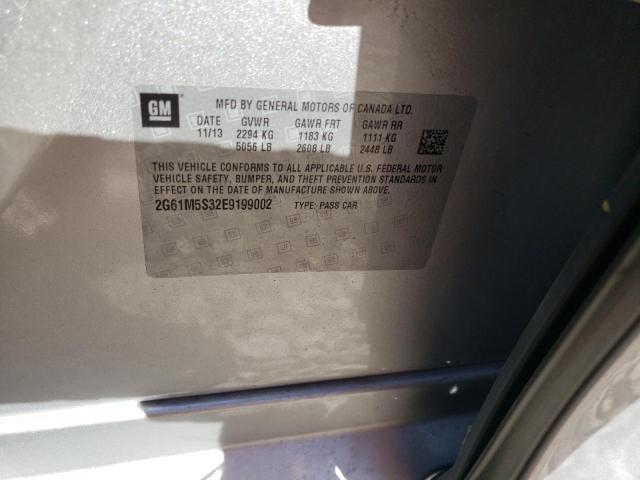 GM
MFD BY GENERAL MOTORS OF CANADA LTD.
DATE GVWR GAWR FRT GAWR RR
11/13 2294 KG 1183 KG 1111 KG
5056 LB 2608 LB 2448 LB
THIS VEHICLE CONFORMS TO ALL APPLICABLE U.S. FEDERAL MOTOR
VEHICLE SAFETY, BUMPER, AND THEFT PREVENTION STANDARDS IN
EFFECT ON THE DATE OF MANUFACTURE SHOWN ABOVE.
2G61M5S32E9199002 TYPE: PASS CAR